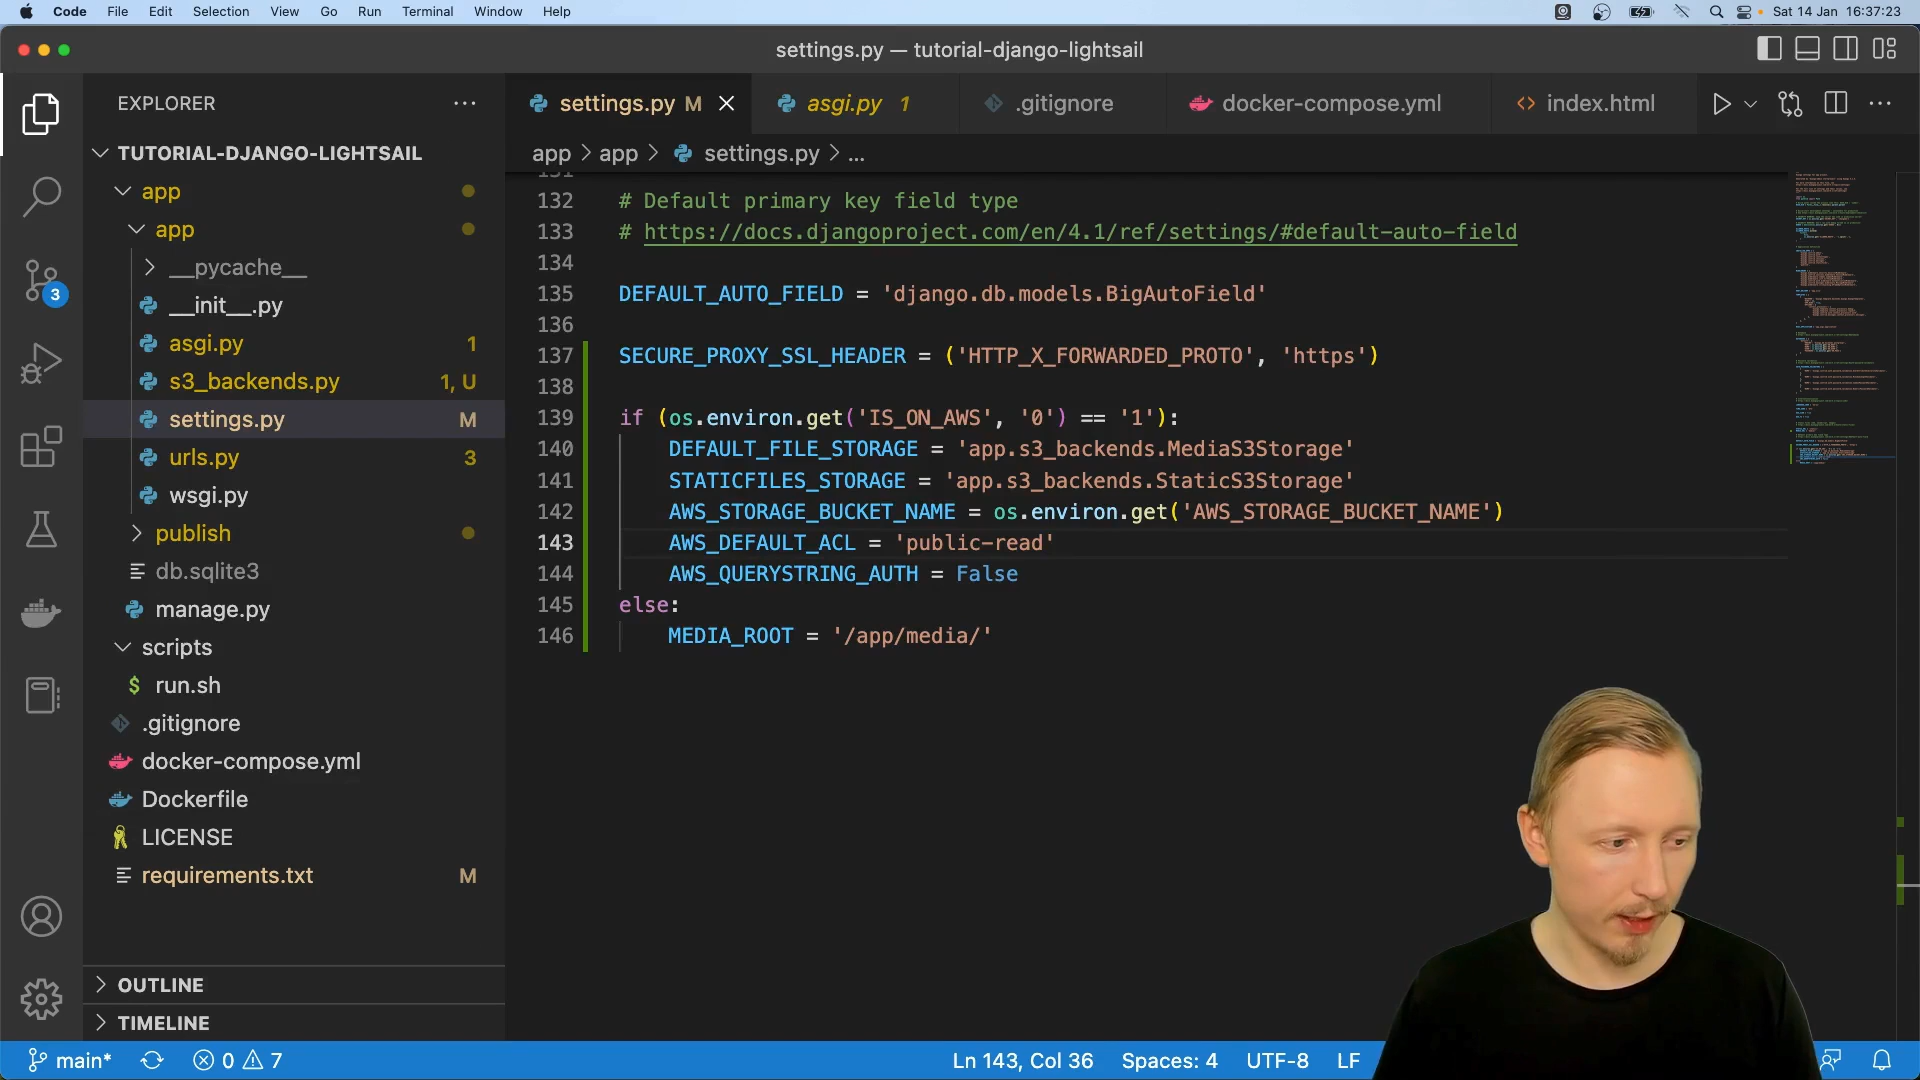 Code File Edit Selection View Go Run Terminal Window Help Sat 14 Jan 16:37:23
settings.py — tutorial-django-lightsail
EXPLORER
settings.py M
asgi.py 1
.gitignore
docker-compose.yml
index.html
TUTORIAL-DJANGO-LIGHTSAIL
app > app > settings.py > ...
app
app
__pycache__
__init__.py
asgi.py 1
s3_backends.py 1, U
settings.py M
urls.py 3
wsgi.py
publish
db.sqlite3
manage.py
scripts
run.sh
.gitignore
docker-compose.yml
Dockerfile
LICENSE
requirements.txt M
OUTLINE
TIMELINE
3
131
132 # Default primary key field type
133 # https://docs.djangoproject.com/en/4.1/ref/settings/#default-auto-field
134
135 DEFAULT_AUTO_FIELD = 'django.db.models.BigAutoField'
136
137 SECURE_PROXY_SSL_HEADER = ('HTTP_X_FORWARDED_PROTO', 'https')
138
139 if (os.environ.get('IS_ON_AWS', '0') == '1'):
140 DEFAULT_FILE_STORAGE = 'app.s3_backends.MediaS3Storage'
141 STATICFILES_STORAGE = 'app.s3_backends.StaticS3Storage'
142 AWS_STORAGE_BUCKET_NAME = os.environ.get('AWS_STORAGE_BUCKET_NAME')
143 AWS_DEFAULT_ACL = 'public-read'
144 AWS_QUERYSTRING_AUTH = False
145 else:
146 MEDIA_ROOT = '/app/media/'
main* 0 7 Ln 143, Col 36 Spaces: 4 UTF-8 LF